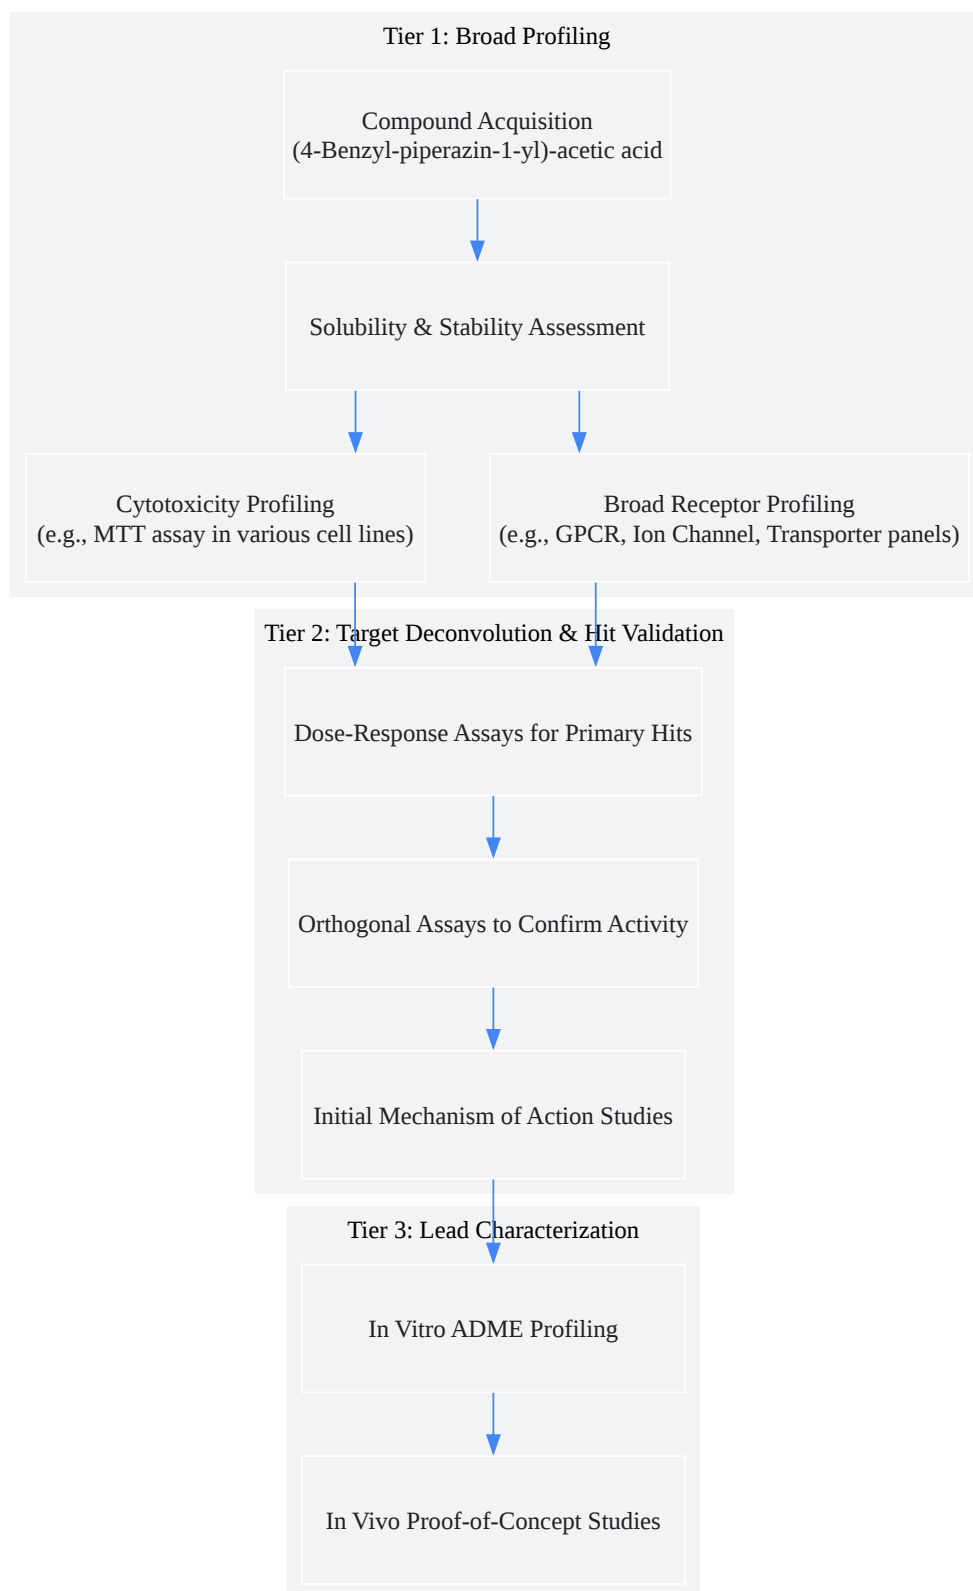 Tier 1: Broad Profiling
Compound Acquisition
(4-Benzyl-piperazin-1-yl)-acetic acid
Solubility & Stability Assessment
Cytotoxicity Profiling
(e.g., MTT assay in various cell lines)
Broad Receptor Profiling
(e.g., GPCR, Ion Channel, Transporter panels)
Tier 2: Target Deconvolution & Hit Validation
Dose-Response Assays for Primary Hits
Orthogonal Assays to Confirm Activity
Initial Mechanism of Action Studies
Tier 3: Lead Characterization
In Vitro ADME Profiling
In Vivo Proof-of-Concept Studies